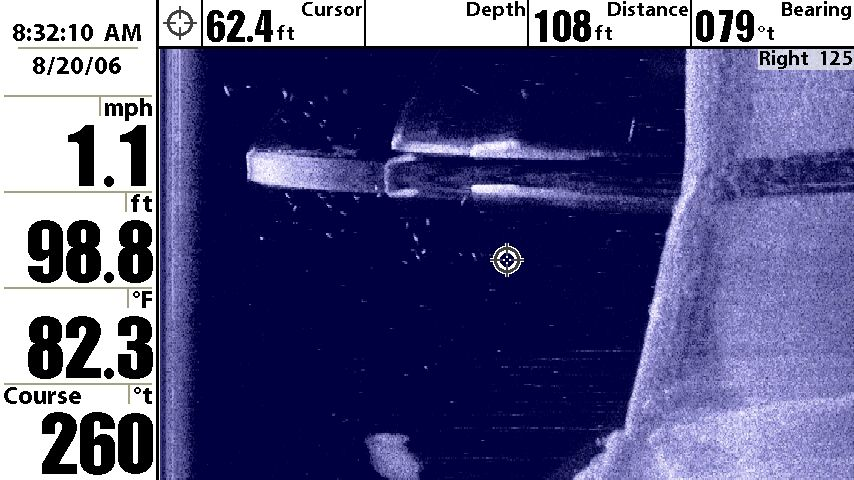 8:32:10 AM
8/20/06
mph
1.1
ft
98.8
°F
82.3
Course °t
260
Cursor
62.4 ft
Depth
Distance
108 ft
Bearing
079 °t
Right 125